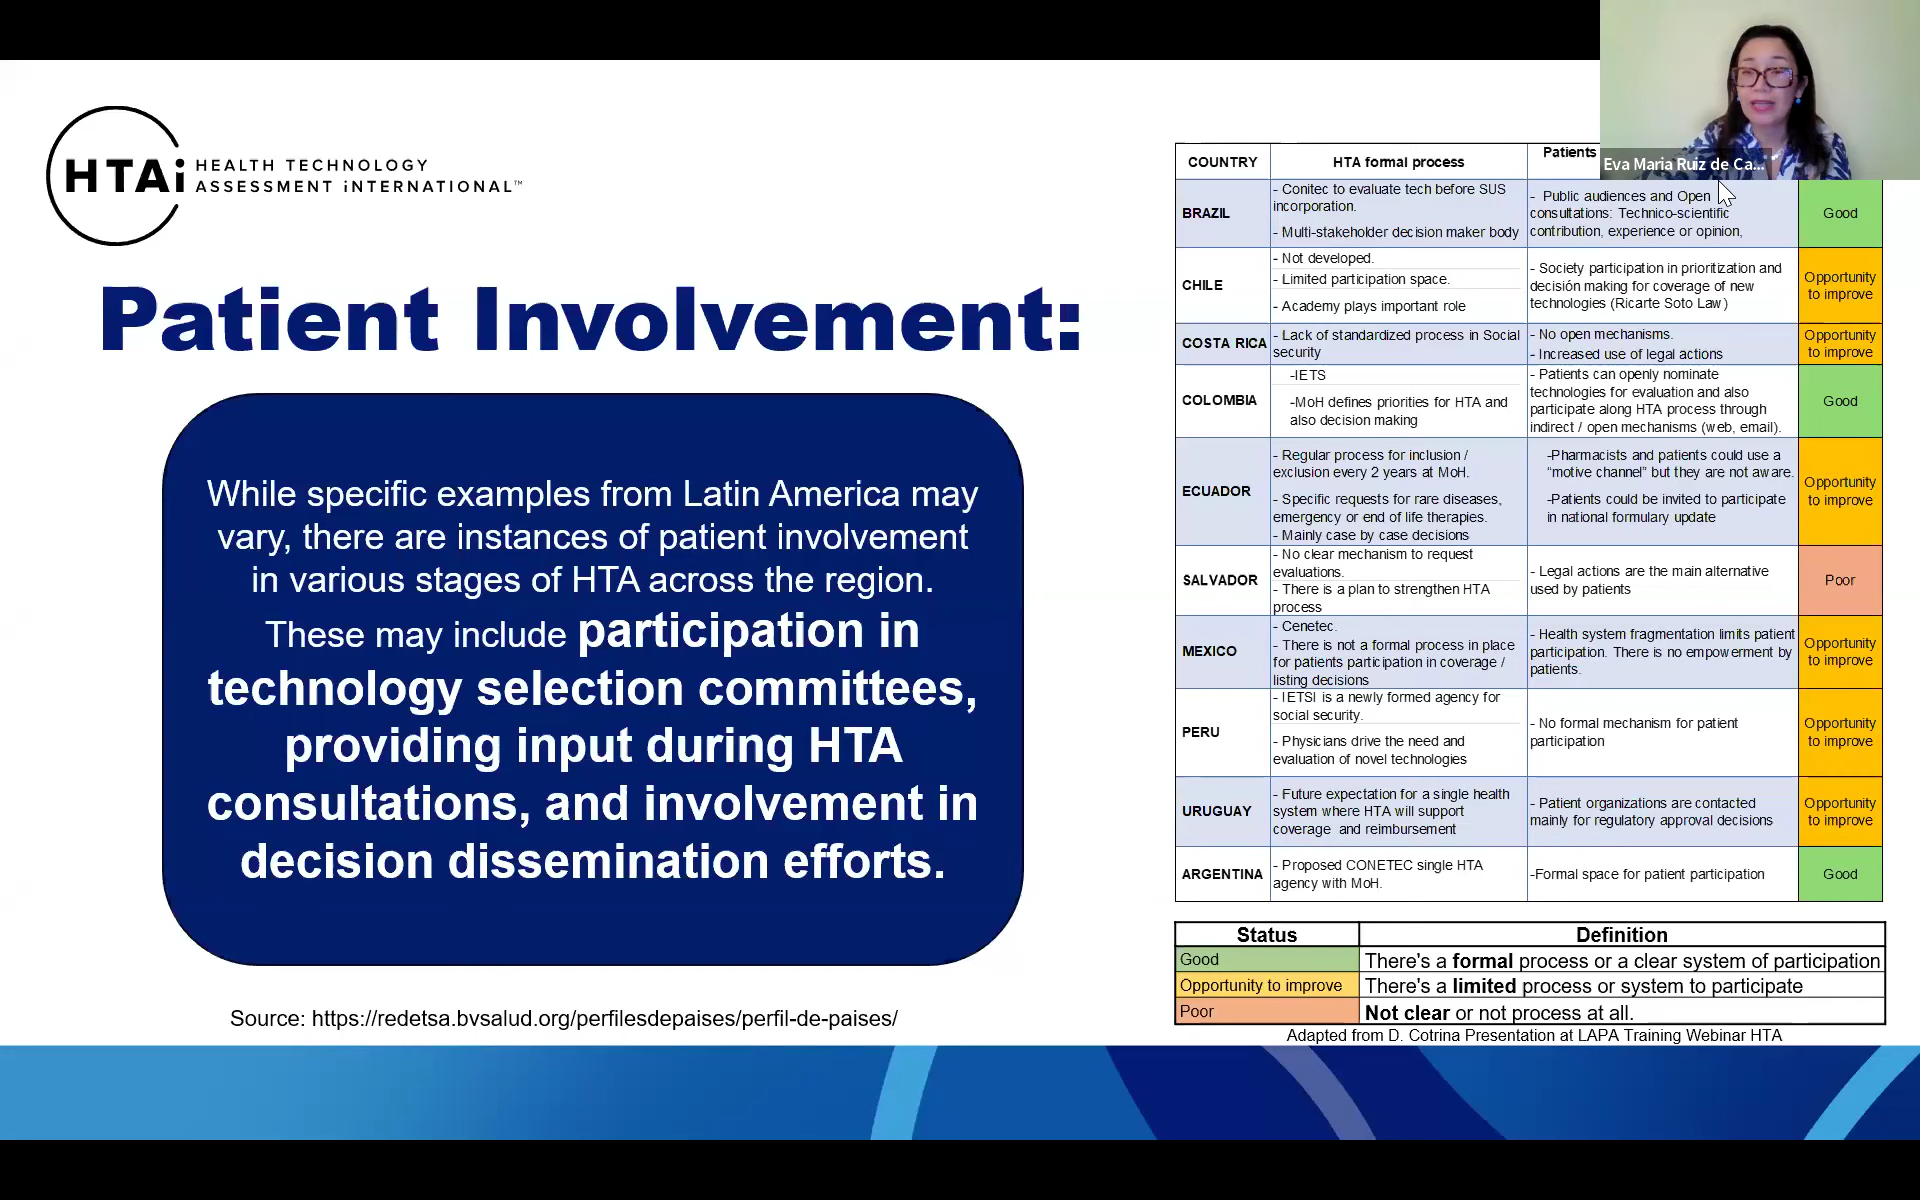 HTAi HEALTH TECHNOLOGY
ASSESSMENT iNTERNATIONAL™
Patient Involvement:
While specific examples from Latin America may
vary, there are instances of patient involvement
in various stages of HTA across the region.
These may include participation in
technology selection committees,
providing input during HTA
consultations, and involvement in
decision dissemination efforts.
Source: https://redetsa.bvsalud.org/perfilesdepaises/perfil-de-paises/
Eva Maria Ruiz de Ca...
COUNTRY
HTA formal process
Patients
BRAZIL
- Conitec to evaluate tech before SUS
incorporation.
- Multi-stakeholder decision maker body
- Public audiences and Open
consultations: Technico-scientific
contribution, experience or opinion,
Good
CHILE
- Not developed.
- Limited participation space.
- Academy plays important role
- Society participation in prioritization and
decisión making for coverage of new
technologies (Ricarte Soto Law)
Opportunity
to improve
COSTA RICA
- Lack of standardized process in Social
security
- No open mechanisms.
- Increased use of legal actions
Opportunity
to improve
COLOMBIA
-IETS
-MoH defines priorities for HTA and
also decision making
- Patients can openly nominate
technologies for evaluation and also
participate along HTA process through
indirect / open mechanisms (web, email).
Good
ECUADOR
- Regular process for inclusion /
exclusion every 2 years at MoH.
- Specific requests for rare diseases,
emergency or end of life therapies.
- Mainly case by case decisions
-Pharmacists and patients could use a
“motive channel” but they are not aware.
-Patients could be invited to participate
in national formulary update
Opportunity
to improve
SALVADOR
- No clear mechanism to request
evaluations.
- There is a plan to strengthen HTA
process
- Legal actions are the main alternative
used by patients
Poor
MEXICO
- Cenetec.
- There is not a formal process in place
for patients participation in coverage /
listing decisions
- Health system fragmentation limits patient
participation. There is no empowerment by
patients.
Opportunity
to improve
PERU
- IETSI is a newly formed agency for
social security.
- Physicians drive the need and
evaluation of novel technologies
- No formal mechanism for patient
participation
Opportunity
to improve
URUGUAY
- Future expectation for a single health
system where HTA will support
coverage and reimbursement
- Patient organizations are contacted
mainly for regulatory approval decisions
Opportunity
to improve
ARGENTINA
- Proposed CONETEC single HTA
agency with MoH.
-Formal space for patient participation
Good
Status
Definition
Good
There's a formal process or a clear system of participation
Opportunity to improve
There's a limited process or system to participate
Poor
Not clear or not process at all.
Adapted from D. Cotrina Presentation at LAPA Training Webinar HTA